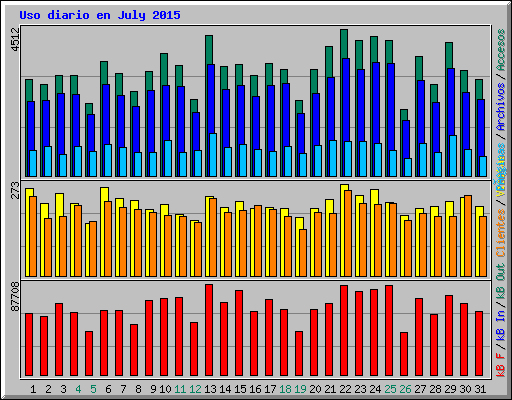 Uso diario en July 2015
4512
273
87708
1 2 3 4 5 6 7 8 9 10 11 12 13 14 15 16 17 18 19 20 21 22 23 24 25 26 27 28 29 30 31
kB F / kB In / kB Out Clientes / Páginas / Archivos / Accesos